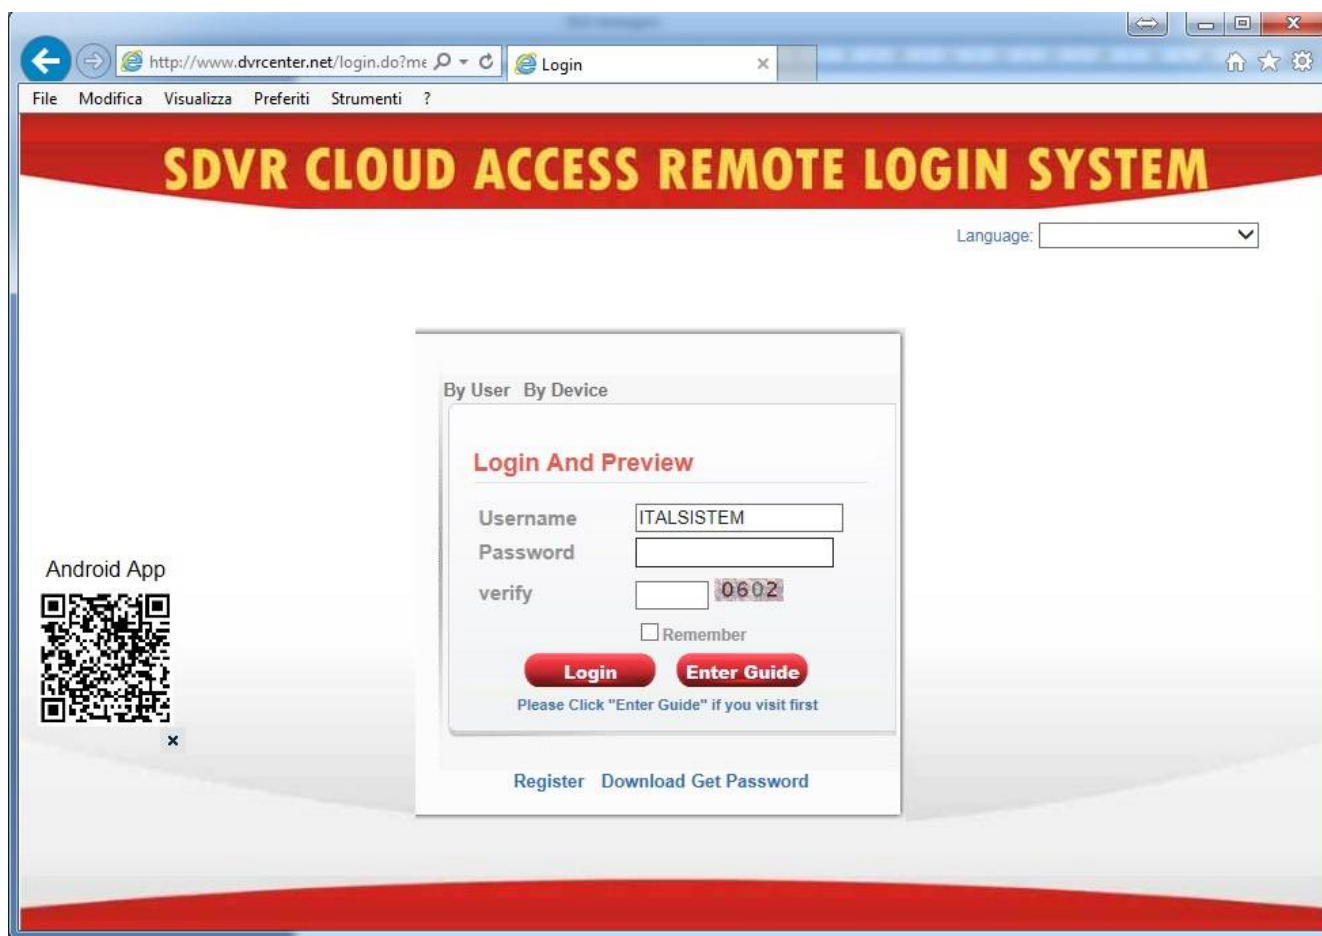 http://www.dvrcenter.net/login.do?me
Login
File Modifica Visualizza Preferiti Strumenti ?
SDVR CLOUD ACCESS REMOTE LOGIN SYSTEM
Language:
By User By Device
Login And Preview
Username ITALSISTEM
Password
verify 0602
Remember
Login Enter Guide
Please Click "Enter Guide" if you visit first
Android App
Register Download Get Password